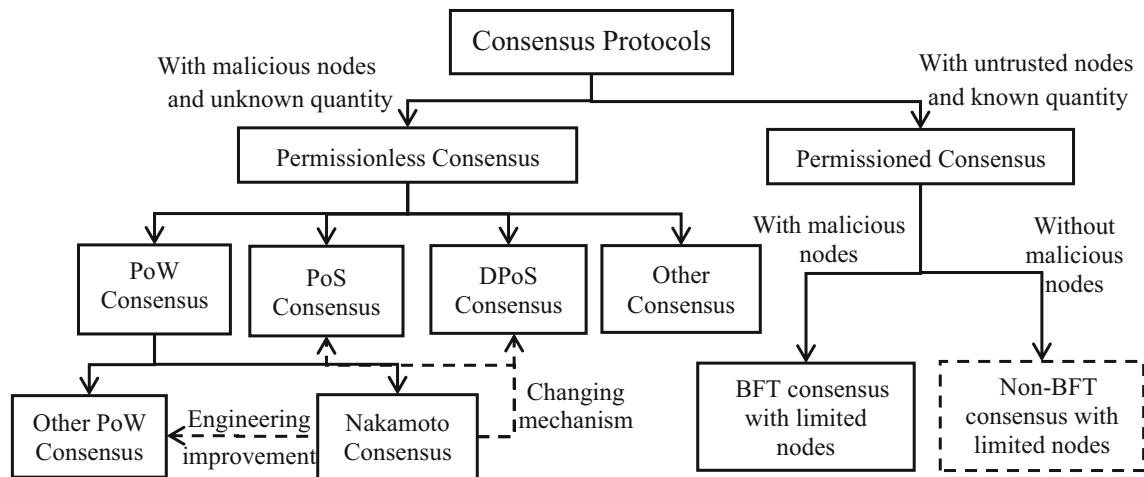 Consensus Protocols
With malicious nodes
and unknown quantity
With untrusted nodes
and known quantity
Permissionless Consensus
Permissioned Consensus
PoW
Consensus
PoS
Consensus
DPoS
Consensus
Other
Consensus
With malicious
nodes
Without
malicious
nodes
Other PoW
Consensus
Engineering
improvement
Nakamoto
Consensus
Changing
mechanism
BFT consensus
with limited
nodes
Non-BFT
consensus with
limited nodes